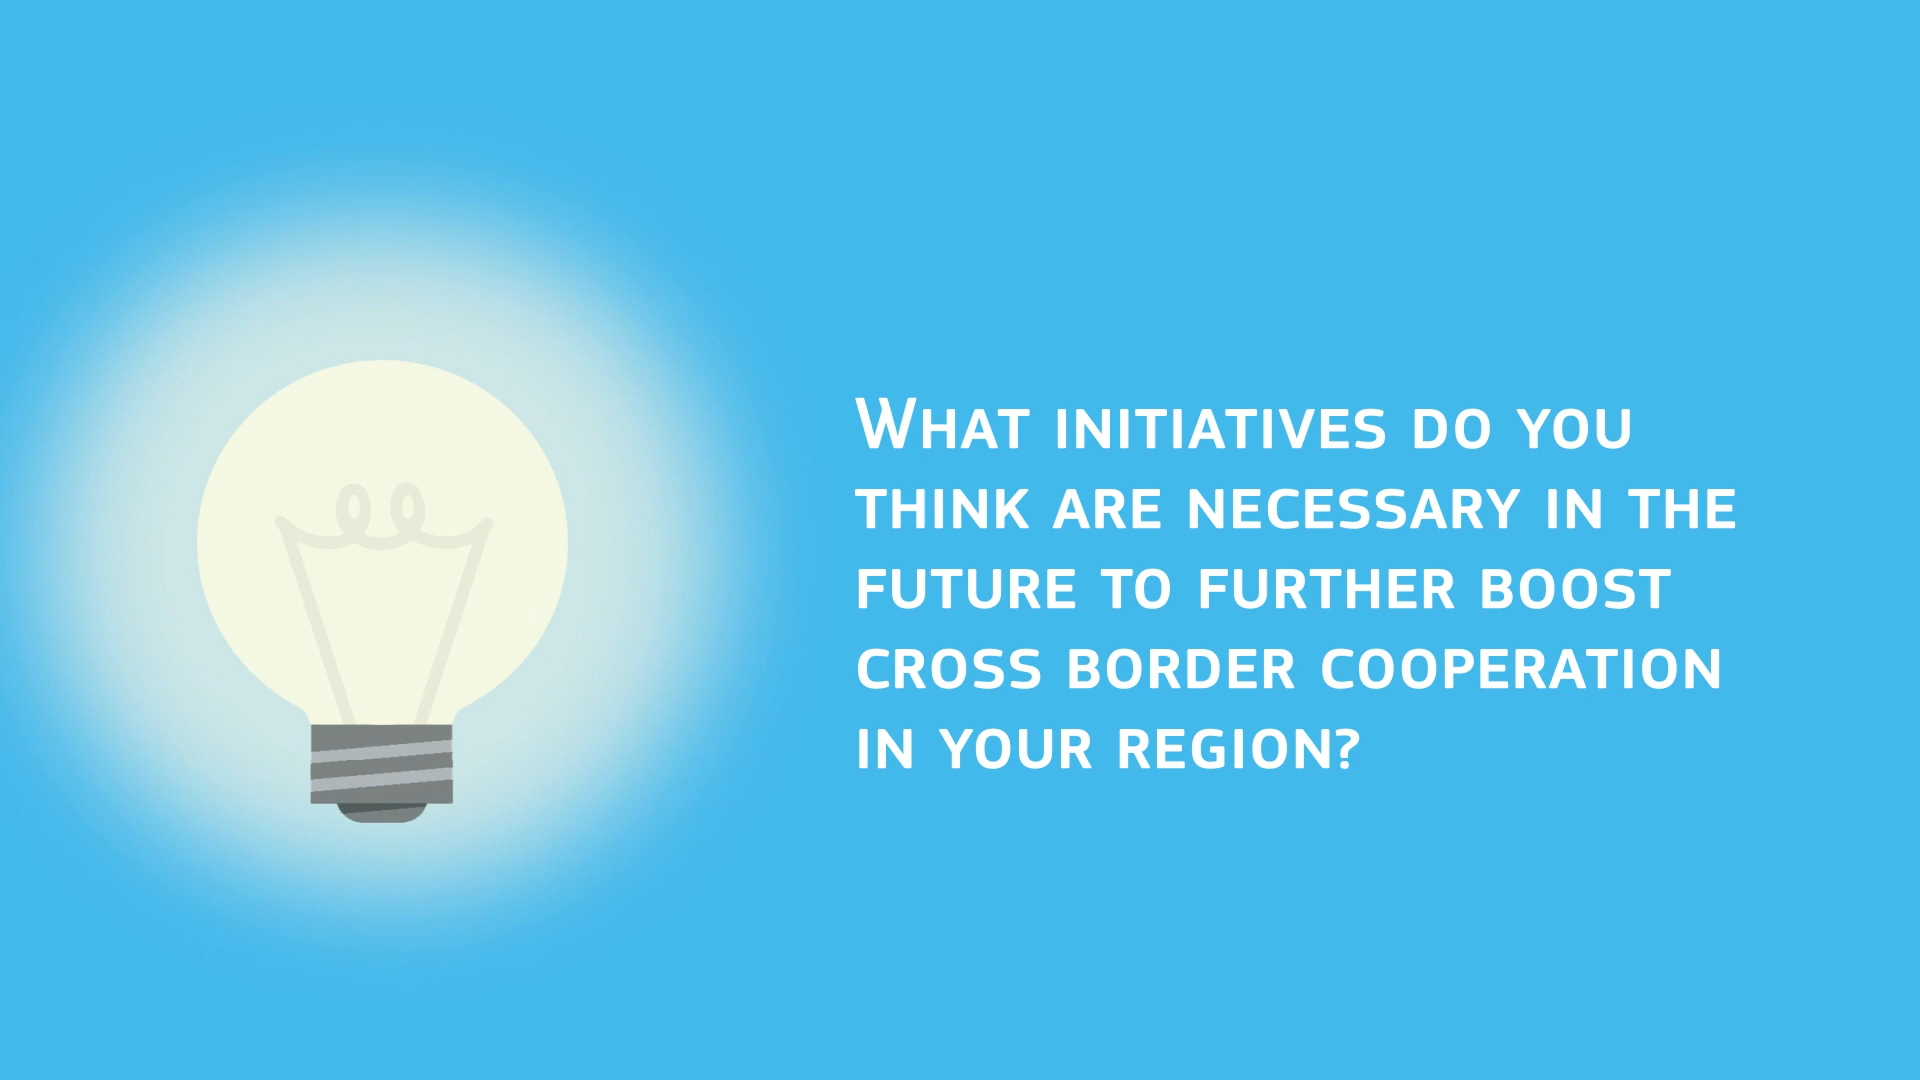 What initiatives do you
think are necessary in the
future to further boost
cross border cooperation
in your region?